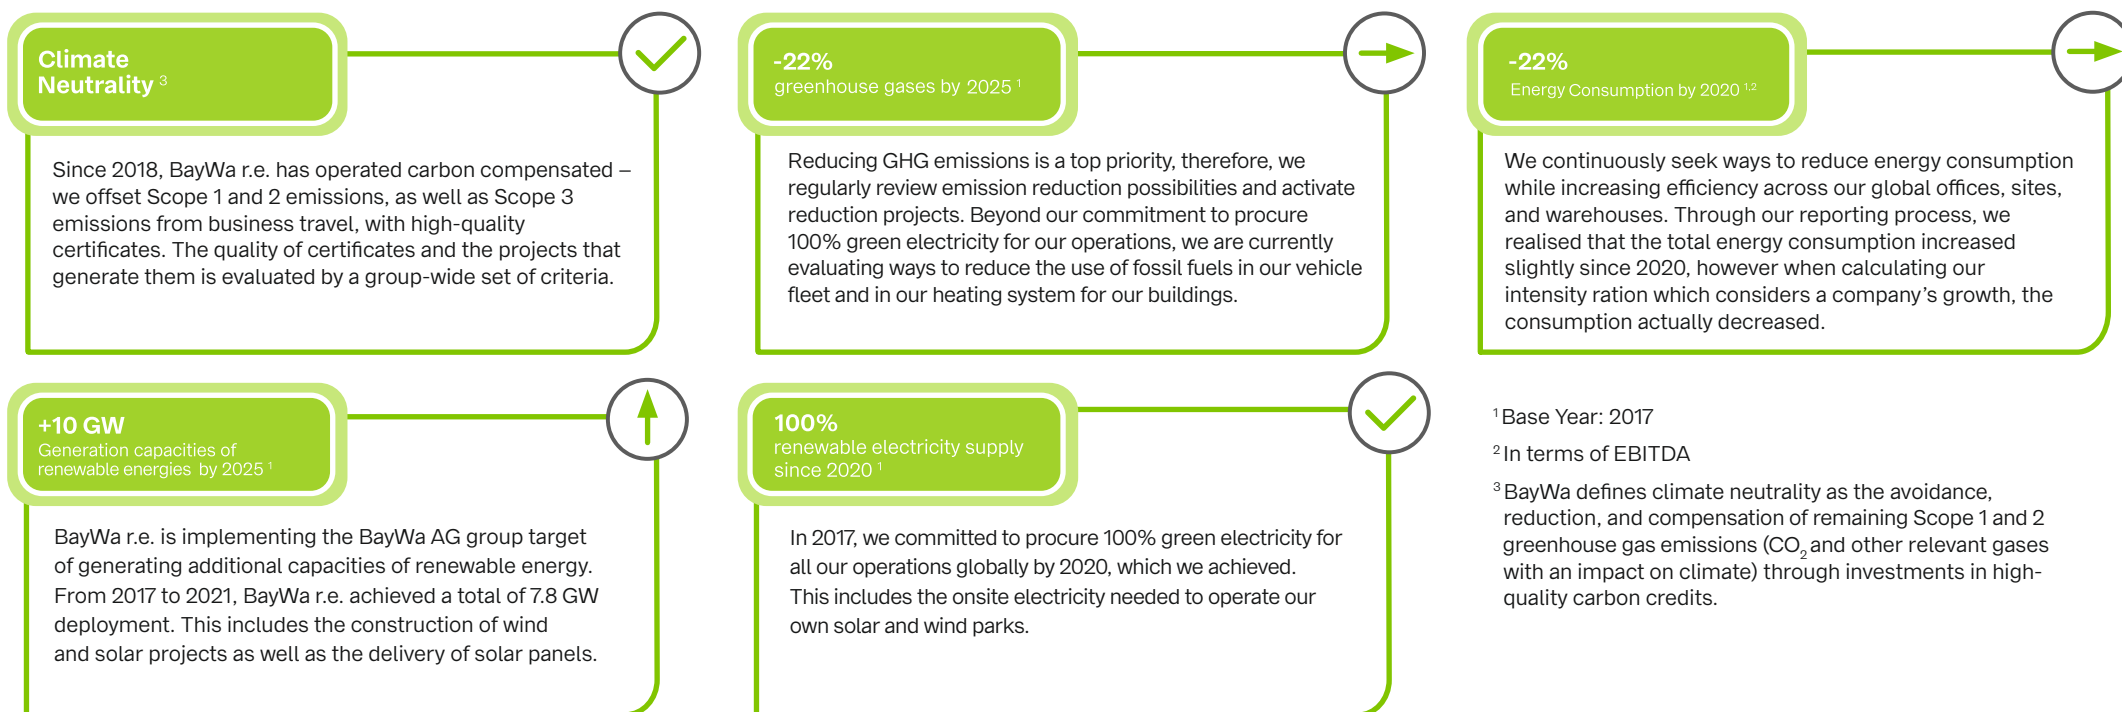 Climate
Neutrality ³
Since 2018, BayWa r.e. has operated carbon compensated –
we offset Scope 1 and 2 emissions, as well as Scope 3
emissions from business travel, with high-quality
certificates. The quality of certificates and the projects that
generate them is evaluated by a group-wide set of criteria.
-22%
greenhouse gases by 2025 ¹
Reducing GHG emissions is a top priority, therefore, we
regularly review emission reduction possibilities and activate
reduction projects. Beyond our commitment to procure
100% green electricity for our operations, we are currently
evaluating ways to reduce the use of fossil fuels in our vehicle
fleet and in our heating system for our buildings.
-22%
Energy Consumption by 2020 ¹˒²
We continuously seek ways to reduce energy consumption
while increasing efficiency across our global offices, sites,
and warehouses. Through our reporting process, we
realised that the total energy consumption increased
slightly since 2020, however when calculating our
intensity ration which considers a company's growth, the
consumption actually decreased.
+10 GW
Generation capacities of
renewable energies by 2025 ¹
BayWa r.e. is implementing the BayWa AG group target
of generating additional capacities of renewable energy.
From 2017 to 2021, BayWa r.e. achieved a total of 7.8 GW
deployment. This includes the construction of wind
and solar projects as well as the delivery of solar panels.
100%
renewable electricity supply
since 2020 ¹
In 2017, we committed to procure 100% green electricity for
all our operations globally by 2020, which we achieved.
This includes the onsite electricity needed to operate our
own solar and wind parks.
¹ Base Year: 2017
² In terms of EBITDA
³ BayWa defines climate neutrality as the avoidance,
reduction, and compensation of remaining Scope 1 and 2
greenhouse gas emissions (CO₂ and other relevant gases
with an impact on climate) through investments in high-
quality carbon credits.